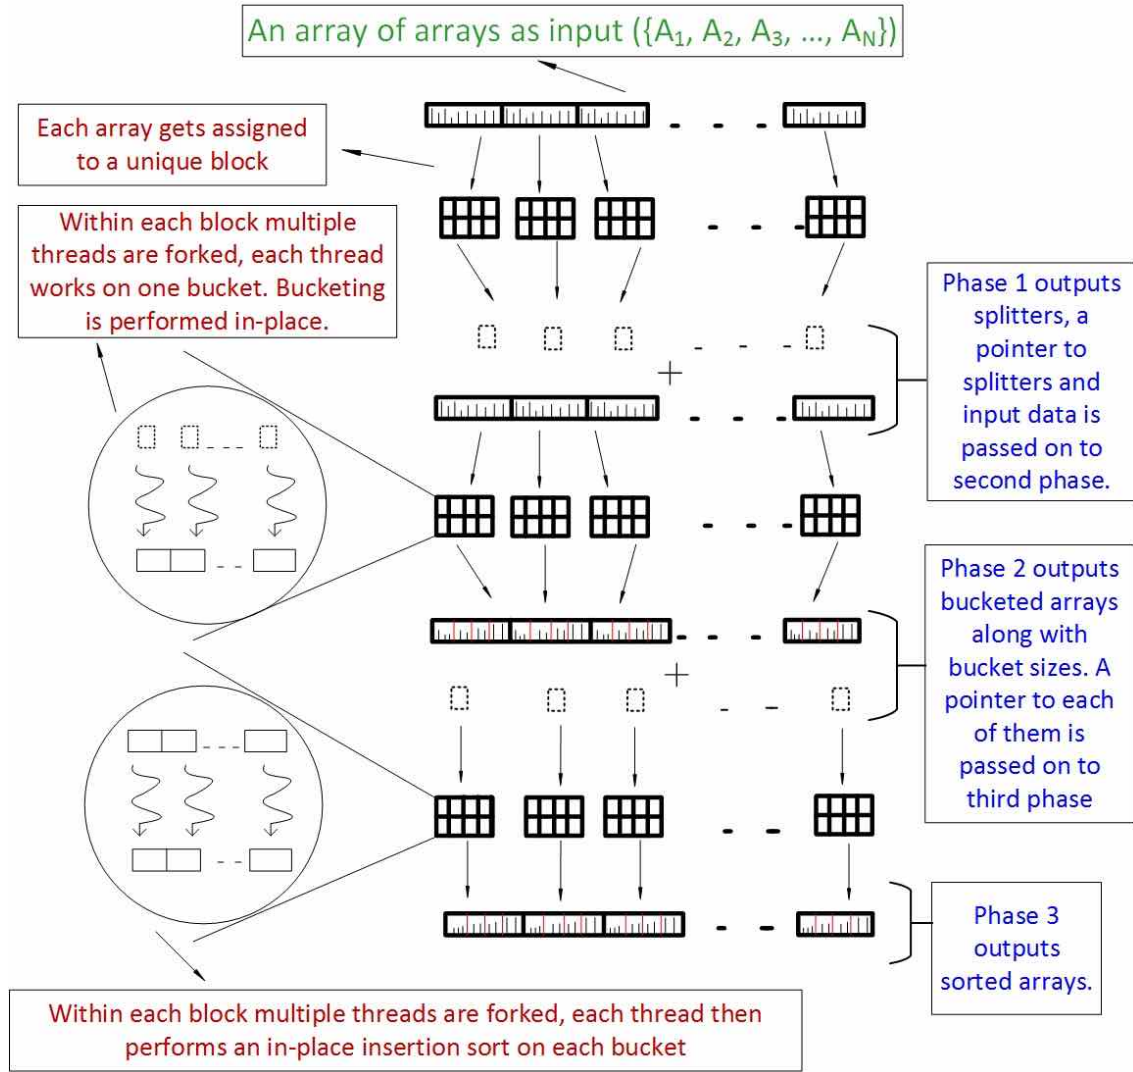 An array of arrays as input ({A₁, A₂, A₃, ..., A_N})
Each array gets assigned
to a unique block
Within each block multiple
threads are forked, each thread
works on one bucket. Bucketing
is performed in-place.
Phase 1 outputs
splitters, a
pointer to
splitters and
input data is
passed on to
second phase.
+
Phase 2 outputs
bucketed arrays
along with
bucket sizes. A
pointer to each
of them is
passed on to
third phase
+
Phase 3
outputs
sorted arrays.
Within each block multiple threads are forked, each thread then
performs an in-place insertion sort on each bucket